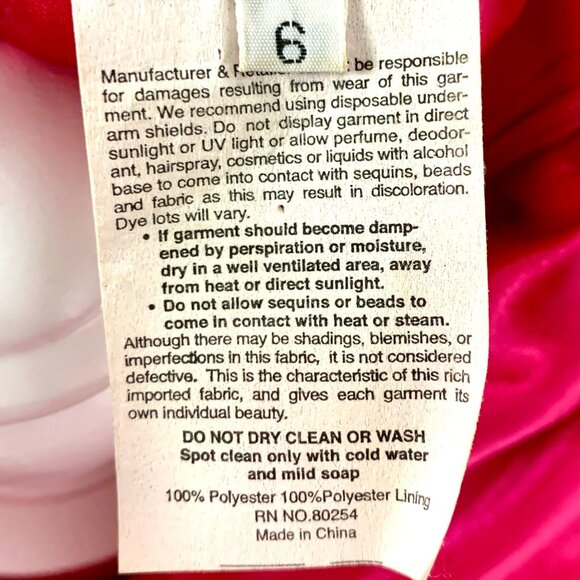 6
Manufacturer & be responsible
for damages resulting from wear of this gar-
ment. We recommend using disposable under-
arm shields. Do not display garment in direct
sunlight or UV light or allow perfume, deodor-
ant, hairspray, cosmetics or liquids with alcohol
base to come into contact with sequins, beads
and fabric as this may result in discoloration.
Dye lots will vary.
• If garment should become damp-
ened by perspiration or moisture,
dry in a well ventilated area, away
from heat or direct sunlight.
• Do not allow sequins or beads to
come in contact with heat or steam.
Although there may be shadings, blemishes, or
imperfections in this fabric, it is not considered
defective. This is the characteristic of this rich
imported fabric, and gives each garment its
own individual beauty.
DO NOT DRY CLEAN OR WASH
Spot clean only with cold water
and mild soap
100% Polyester 100%Polyester Lining
RN NO.80254
Made in China